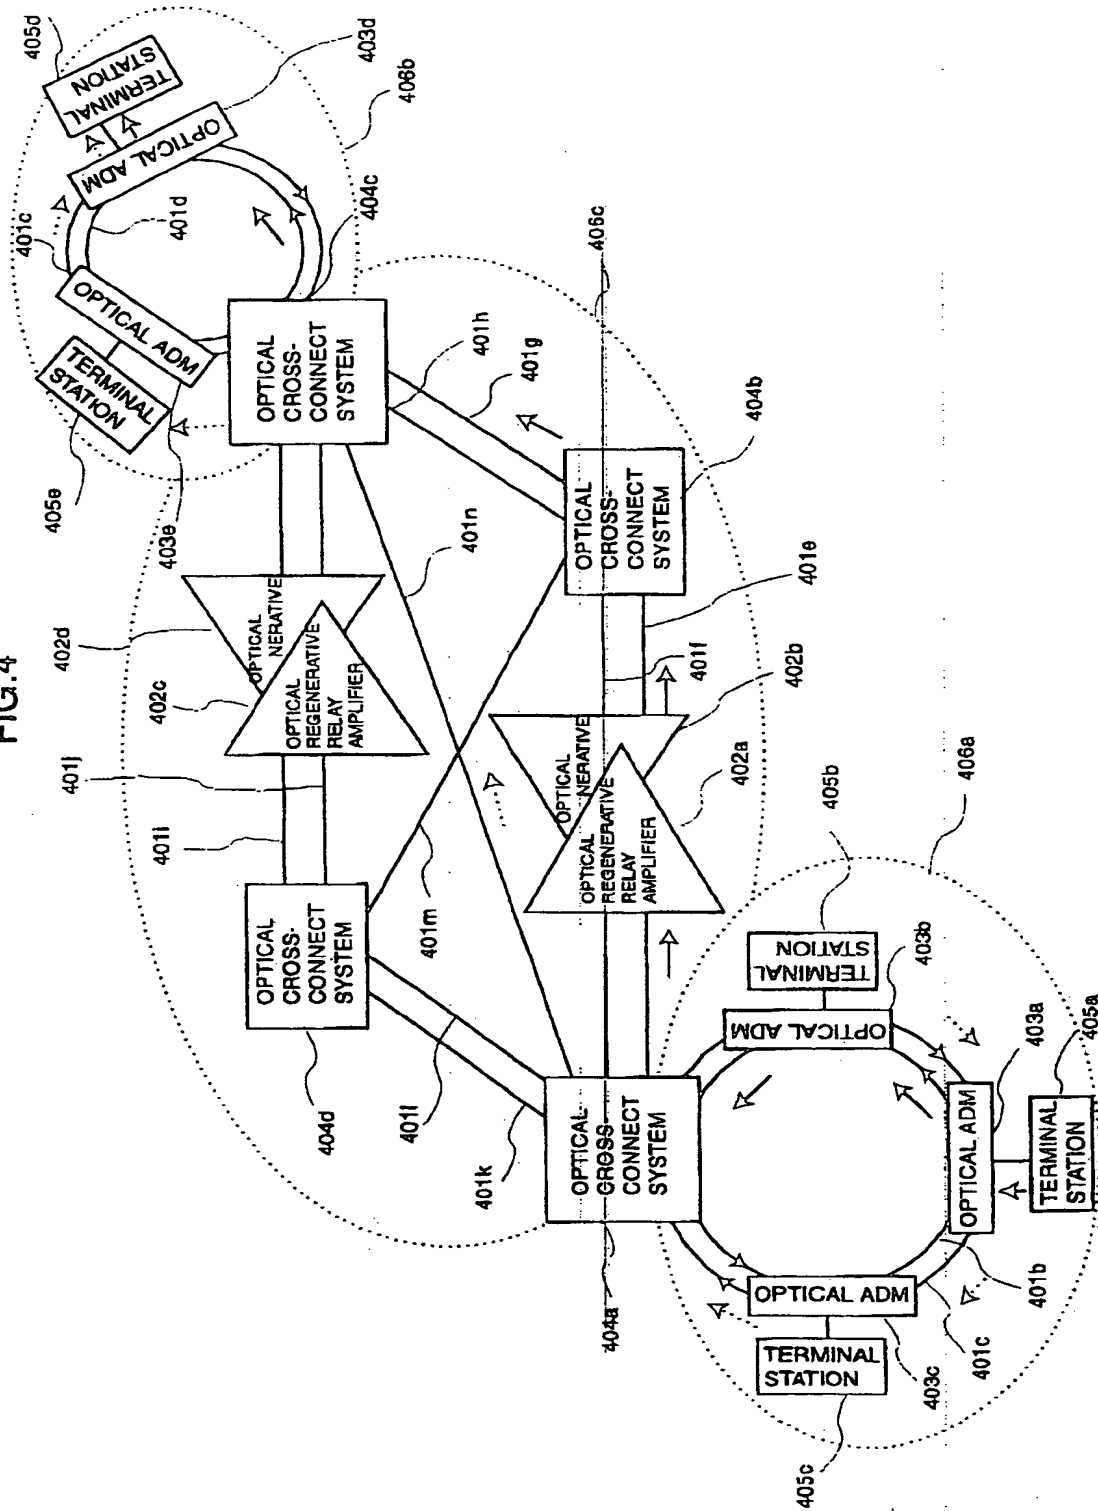 FIG.4
405d
TERMINAL
STATION
403d
406b
OPTICAL ADM
401c
401d
404c
OPTICAL ADM
TERMINAL
STATION
405e
403e
OPTICAL
CROSS-
CONNECT
SYSTEM
401h
401g
406c
404b
OPTICAL
CROSS-
CONNECT
SYSTEM
401n
402d
402c
OPTICAL
NERATIVE
OPTICAL
REGENERATIVE
RELAY
AMPLIFIER
401e
401f
402b
401j
401i
OPTICAL
NERATIVE
OPTICAL
REGENERATIVE
RELAY
AMPLIFIER
402a
405b
406a
OPTICAL
CROSS-
CONNECT
SYSTEM
401m
TERMINAL
STATION
403b
OPTICAL ADM
403a
405a
404d
401l
401k
OPTICAL
CROSS-
CONNECT
SYSTEM
404a
OPTICAL ADM
TERMINAL
STATION
OPTICAL ADM
401b
401c
TERMINAL
STATION
403c
405c